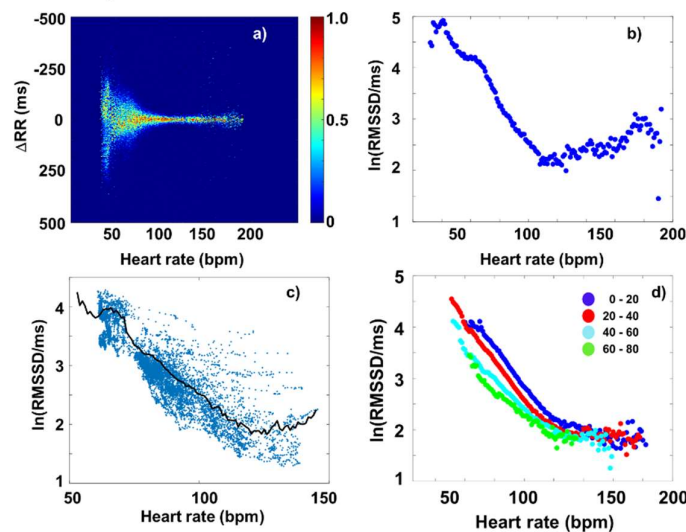 -500
-250
0
250
500
ΔRR (ms)
a)
1.0
0.5
0
50
100
150
200
Heart rate (bpm)
5
4
3
2
1
ln(RMSSD/ms)
b)
50
100
150
200
Heart rate (bpm)
4
3
2
1
ln(RMSSD/ms)
c)
50
100
150
Heart rate (bpm)
5
4
3
2
1
ln(RMSSD/ms)
d)
0 - 20
20 - 40
40 - 60
60 - 80
50
100
150
200
Heart rate (bpm)